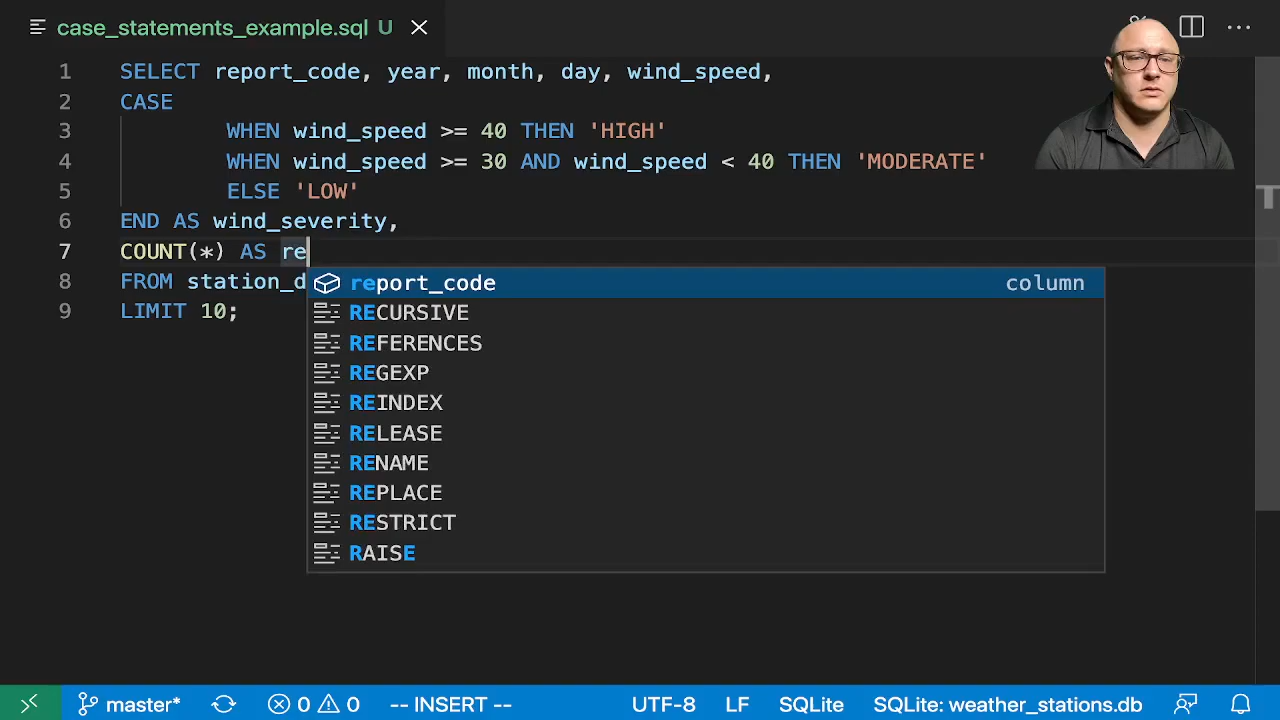 case_statements_example.sql U
1 SELECT report_code, year, month, day, wind_speed,
2 CASE
3 WHEN wind_speed >= 40 THEN 'HIGH'
4 WHEN wind_speed >= 30 AND wind_speed < 40 THEN 'MODERATE'
5 ELSE 'LOW'
6 END AS wind_severity,
7 COUNT(*) AS re
8 FROM station_d
9 LIMIT 10;
report_code column
RECURSIVE
REFERENCES
REGEXP
REINDEX
RELEASE
RENAME
REPLACE
RESTRICT
RAISE
master* 0 0 -- INSERT -- UTF-8 LF SQLite SQLite: weather_stations.db